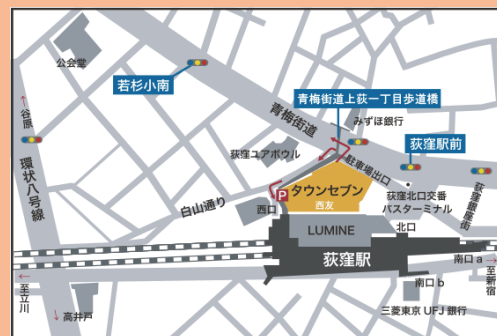 公会堂
若杉小南
↑谷原
環状八号線
青梅街道
青梅街道上荻一丁目歩道橋
みずほ銀行
荻窪駅前
荻窪ユアボウル
駐車場出口
白山通り
P
タウンセブン
西友
荻窪北口交番
バスターミナル
荻窪銀座街
西口
LUMINE
北口
荻窪駅
南口a
→至新宿
←至立川
↓高井戸
南口b
三菱東京UFJ銀行